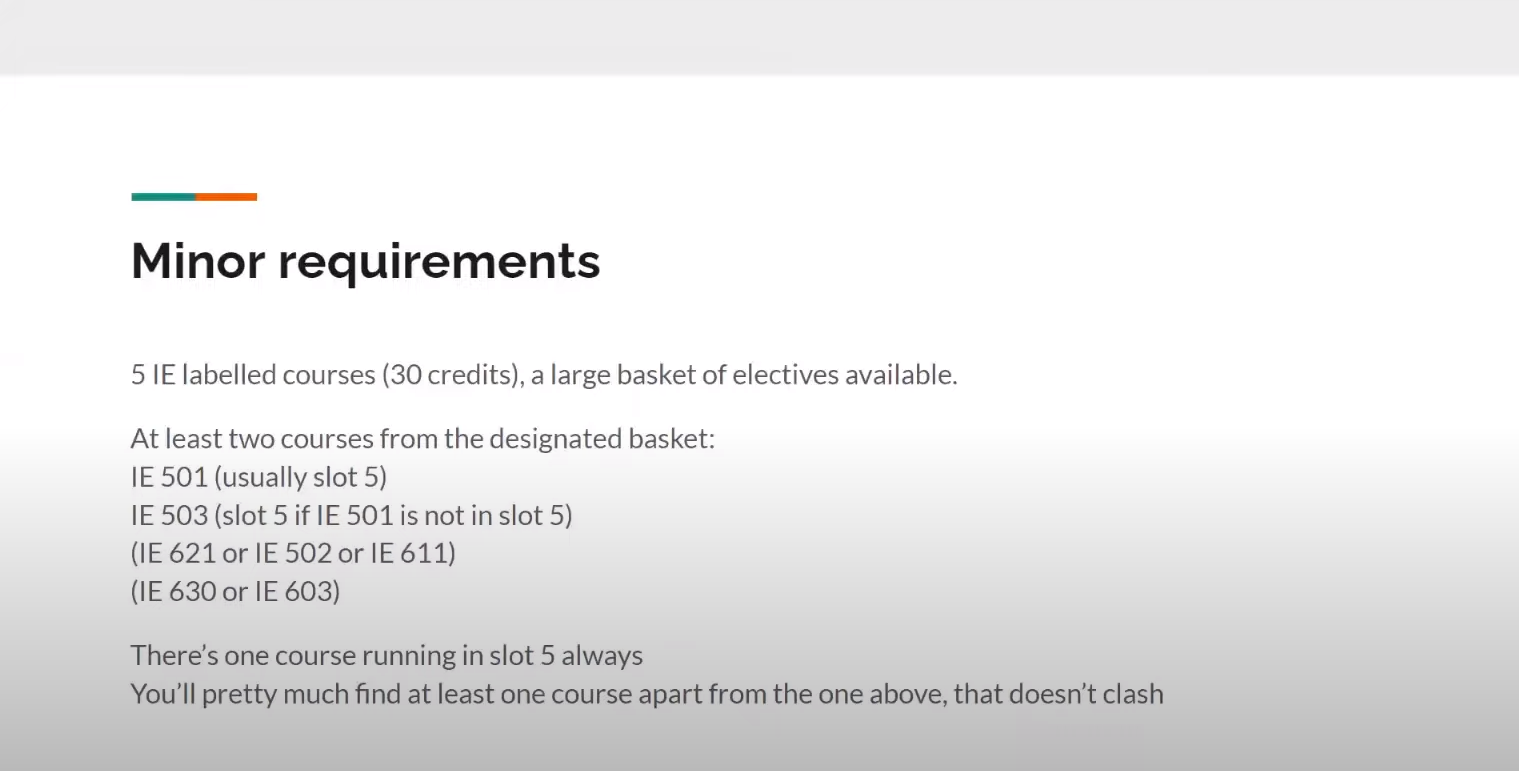 Minor requirements
5 IE labelled courses (30 credits), a large basket of electives available.
At least two courses from the designated basket:
IE 501 (usually slot 5)
IE 503 (slot 5 if IE 501 is not in slot 5)
(IE 621 or IE 502 or IE 611)
(IE 630 or IE 603)
There’s one course running in slot 5 always
You’ll pretty much find at least one course apart from the one above, that doesn’t clash